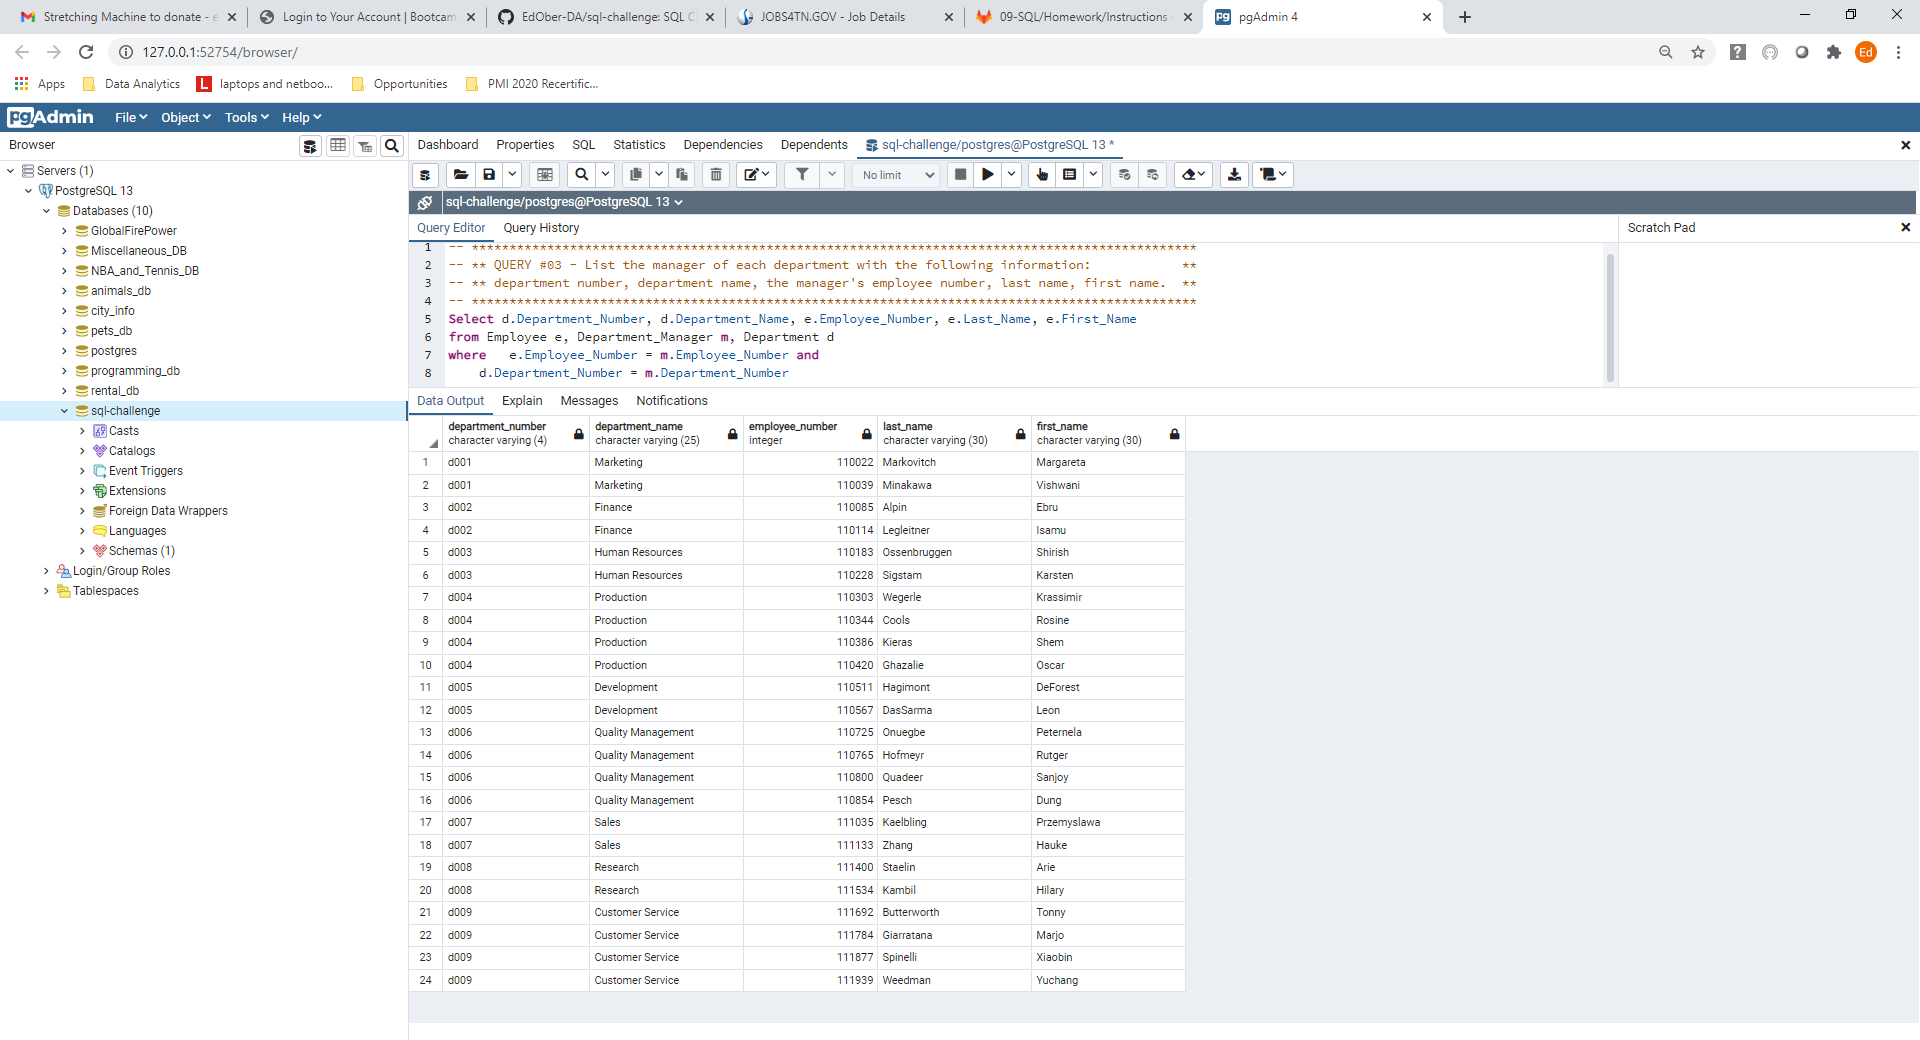 Stretching Machine to donate - e
Login to Your Account | Bootcam
EdOber-DA/sql-challenge: SQL C
JOBS4TN.GOV - Job Details
09-SQL/Homework/Instructions
pgAdmin 4
127.0.0.1:52754/browser/
Ed
Apps
Data Analytics
L laptops and netboo...
Opportunities
PMI 2020 Recertific...
pgAdmin File Object Tools Help
Browser
Dashboard Properties SQL Statistics Dependencies Dependents sql-challenge/postgres@PostgreSQL 13 *
Servers (1)
PostgreSQL 13
Databases (10)
GlobalFirePower
Miscellaneous_DB
NBA_and_Tennis_DB
animals_db
city_info
pets_db
postgres
programming_db
rental_db
sql-challenge
Casts
Catalogs
Event Triggers
Extensions
Foreign Data Wrappers
Languages
Schemas (1)
Login/Group Roles
Tablespaces
No limit
sql-challenge/postgres@PostgreSQL 13
Query Editor Query History
Scratch Pad
1 -- *************************************************************************************************
2 -- ** QUERY #03 - List the manager of each department with the following information: **
3 -- ** department number, department name, the manager's employee number, last name, first name. **
4 -- *************************************************************************************************
5 Select d.Department_Number, d.Department_Name, e.Employee_Number, e.Last_Name, e.First_Name
6 from Employee e, Department_Manager m, Department d
7 where e.Employee_Number = m.Employee_Number and
8 d.Department_Number = m.Department_Number
Data Output Explain Messages Notifications
department_number department_name employee_number last_name first_name
character varying (4) character varying (25) integer character varying (30) character varying (30)
1 d001 Marketing 110022 Markovitch Margareta
2 d001 Marketing 110039 Minakawa Vishwani
3 d002 Finance 110085 Alpin Ebru
4 d002 Finance 110114 Legleitner Isamu
5 d003 Human Resources 110183 Ossenbruggen Shirish
6 d003 Human Resources 110228 Sigstam Karsten
7 d004 Production 110303 Wegerle Krassimir
8 d004 Production 110344 Cools Rosine
9 d004 Production 110386 Kieras Shem
10 d004 Production 110420 Ghazalie Oscar
11 d005 Development 110511 Hagimont DeForest
12 d005 Development 110567 DasSarma Leon
13 d006 Quality Management 110725 Onuegbe Peternela
14 d006 Quality Management 110765 Hofmeyr Rutger
15 d006 Quality Management 110800 Quadeer Sanjoy
16 d006 Quality Management 110854 Pesch Dung
17 d007 Sales 111035 Kaelbling Przemyslawa
18 d007 Sales 111133 Zhang Hauke
19 d008 Research 111400 Staelin Arie
20 d008 Research 111534 Kambil Hilary
21 d009 Customer Service 111692 Butterworth Tonny
22 d009 Customer Service 111784 Giarratana Marjo
23 d009 Customer Service 111877 Spinelli Xiaobin
24 d009 Customer Service 111939 Weedman Yuchang